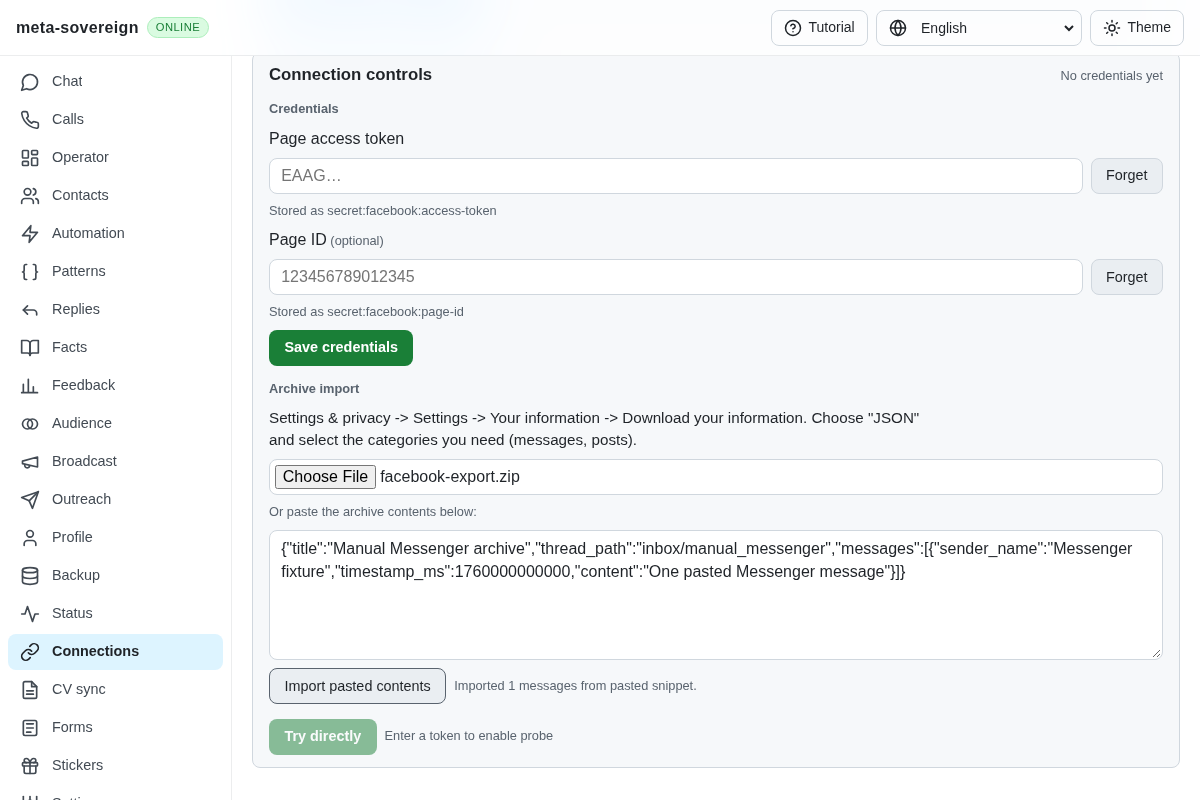 meta-sovereign ONLINE
Tutorial
English
Theme
Chat
Calls
Operator
Contacts
Automation
Patterns
Replies
Facts
Feedback
Audience
Broadcast
Outreach
Profile
Backup
Status
Connections
CV sync
Forms
Stickers
Connection controls
No credentials yet
Credentials
Page access token
EAAG…
Forget
Stored as secret:facebook:access-token
Page ID (optional)
123456789012345
Forget
Stored as secret:facebook:page-id
Save credentials
Archive import
Settings & privacy -> Settings -> Your information -> Download your information. Choose "JSON"
and select the categories you need (messages, posts).
Choose File facebook-export.zip
Or paste the archive contents below:
{"title":"Manual Messenger archive","thread_path":"inbox/manual_messenger","messages":[{"sender_name":"Messenger
fixture","timestamp_ms":1760000000000,"content":"One pasted Messenger message"}]}
Import pasted contents
Imported 1 messages from pasted snippet.
Try directly
Enter a token to enable probe